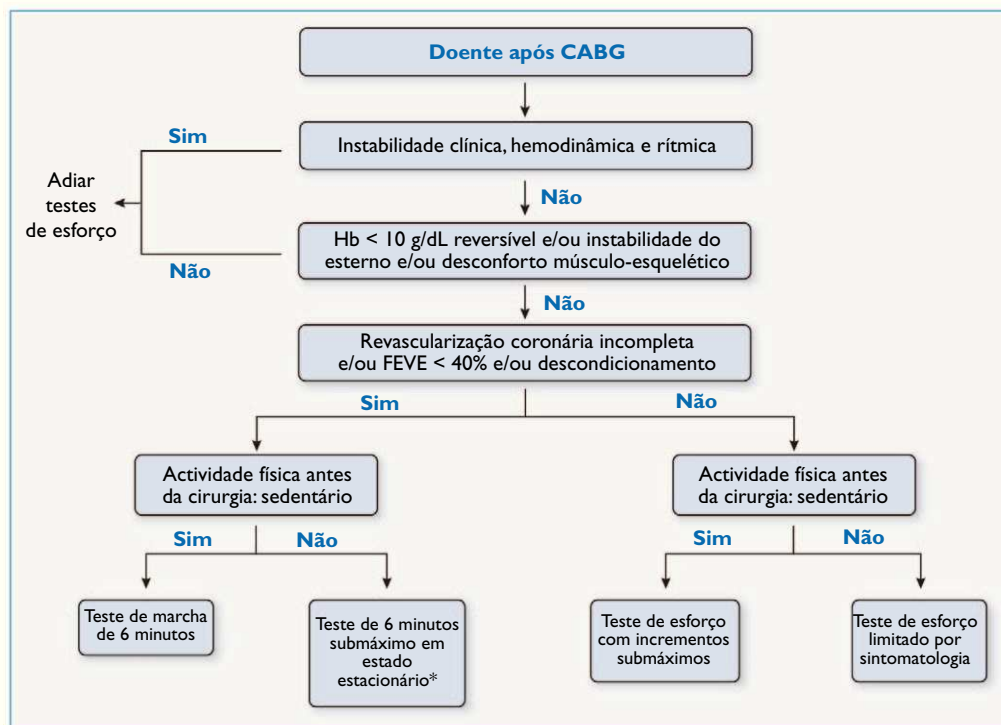 Doente após CABG
Sim
Instabilidade clínica, hemodinâmica e rítmica
Adiar
testes
de esforço
Não
Hb < 10 g/dL reversível e/ou instabilidade do
esterno e/ou desconforto músculo-esquelético
Não
Não
Revascularização coronária incompleta
e/ou FEVE < 40% e/ou descondicionamento
Sim
Não
Actividade física antes
da cirurgia: sedentário
Actividade física antes
da cirurgia: sedentário
Sim
Não
Sim
Não
Teste de marcha
de 6 minutos
Teste de 6 minutos
submáximo em
estado
estacionário*
Teste de esforço
com incrementos
submáximos
Teste de esforço
limitado por
sintomatologia